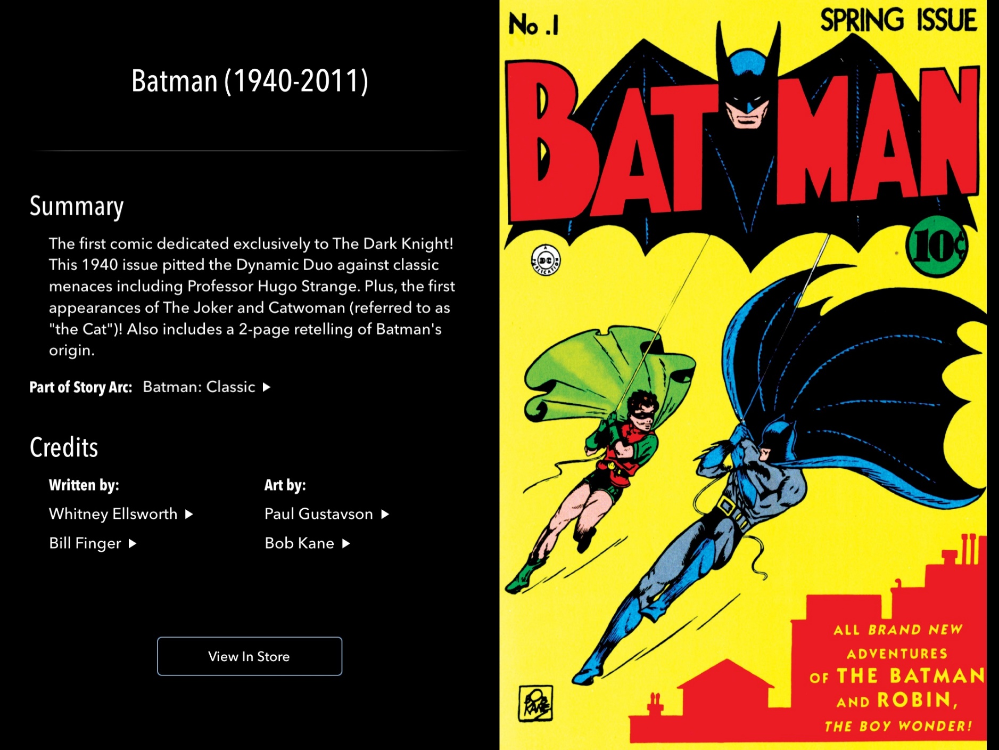 Batman (1940-2011)
Summary
The first comic dedicated exclusively to The Dark Knight!
This 1940 issue pitted the Dynamic Duo against classic
menaces including Professor Hugo Strange. Plus, the first
appearances of The Joker and Catwoman (referred to as
"the Cat")! Also includes a 2-page retelling of Batman's
origin.
Part of Story Arc: Batman: Classic
Credits
Written by:
Whitney Ellsworth
Bill Finger
Art by:
Paul Gustavson
Bob Kane
View In Store
No.1
SPRING ISSUE
BATMAN
10¢
A DC PUBLICATION
BOB KANE
ALL BRAND NEW
ADVENTURES
OF THE BATMAN
AND ROBIN,
THE BOY WONDER!